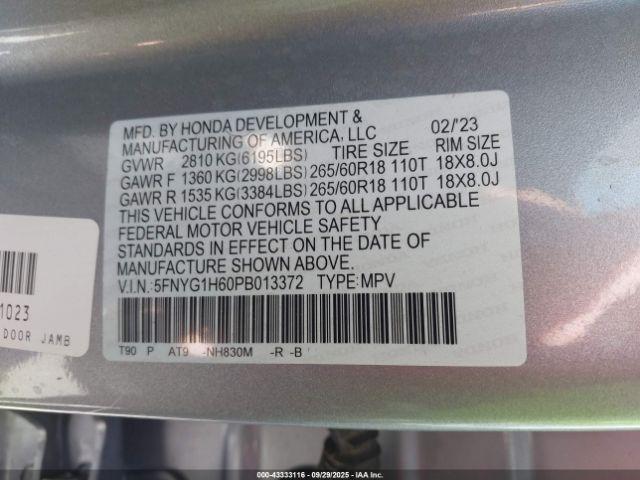 MFD. BY HONDA DEVELOPMENT &
MANUFACTURING OF AMERICA, LLC 02/'23
GVWR 2810 KG(6195LBS) TIRE SIZE RIM SIZE
GAWR F 1360 KG(2998LBS) 265/60R18 110T 18X8.0J
GAWR R 1535 KG(3384LBS) 265/60R18 110T 18X8.0J
THIS VEHICLE CONFORMS TO ALL APPLICABLE
FEDERAL MOTOR VEHICLE SAFETY
STANDARDS IN EFFECT ON THE DATE OF
MANUFACTURE SHOWN ABOVE.
V.I.N.: 5FNYG1H60PB013372 TYPE: MPV
T90 P AT9 -NH830M -R -B
1023
DOOR JAMB
000-43333116 - 09/29/2025 - IAA Inc.